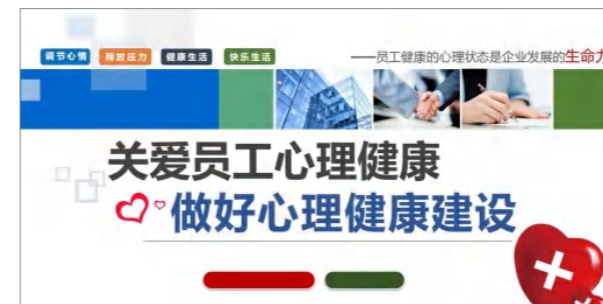 调节心情 释放压力 健康生活 快乐生活
——员工健康的心理状态是企业发展的生命力
关爱员工心理健康
做好心理健康建设